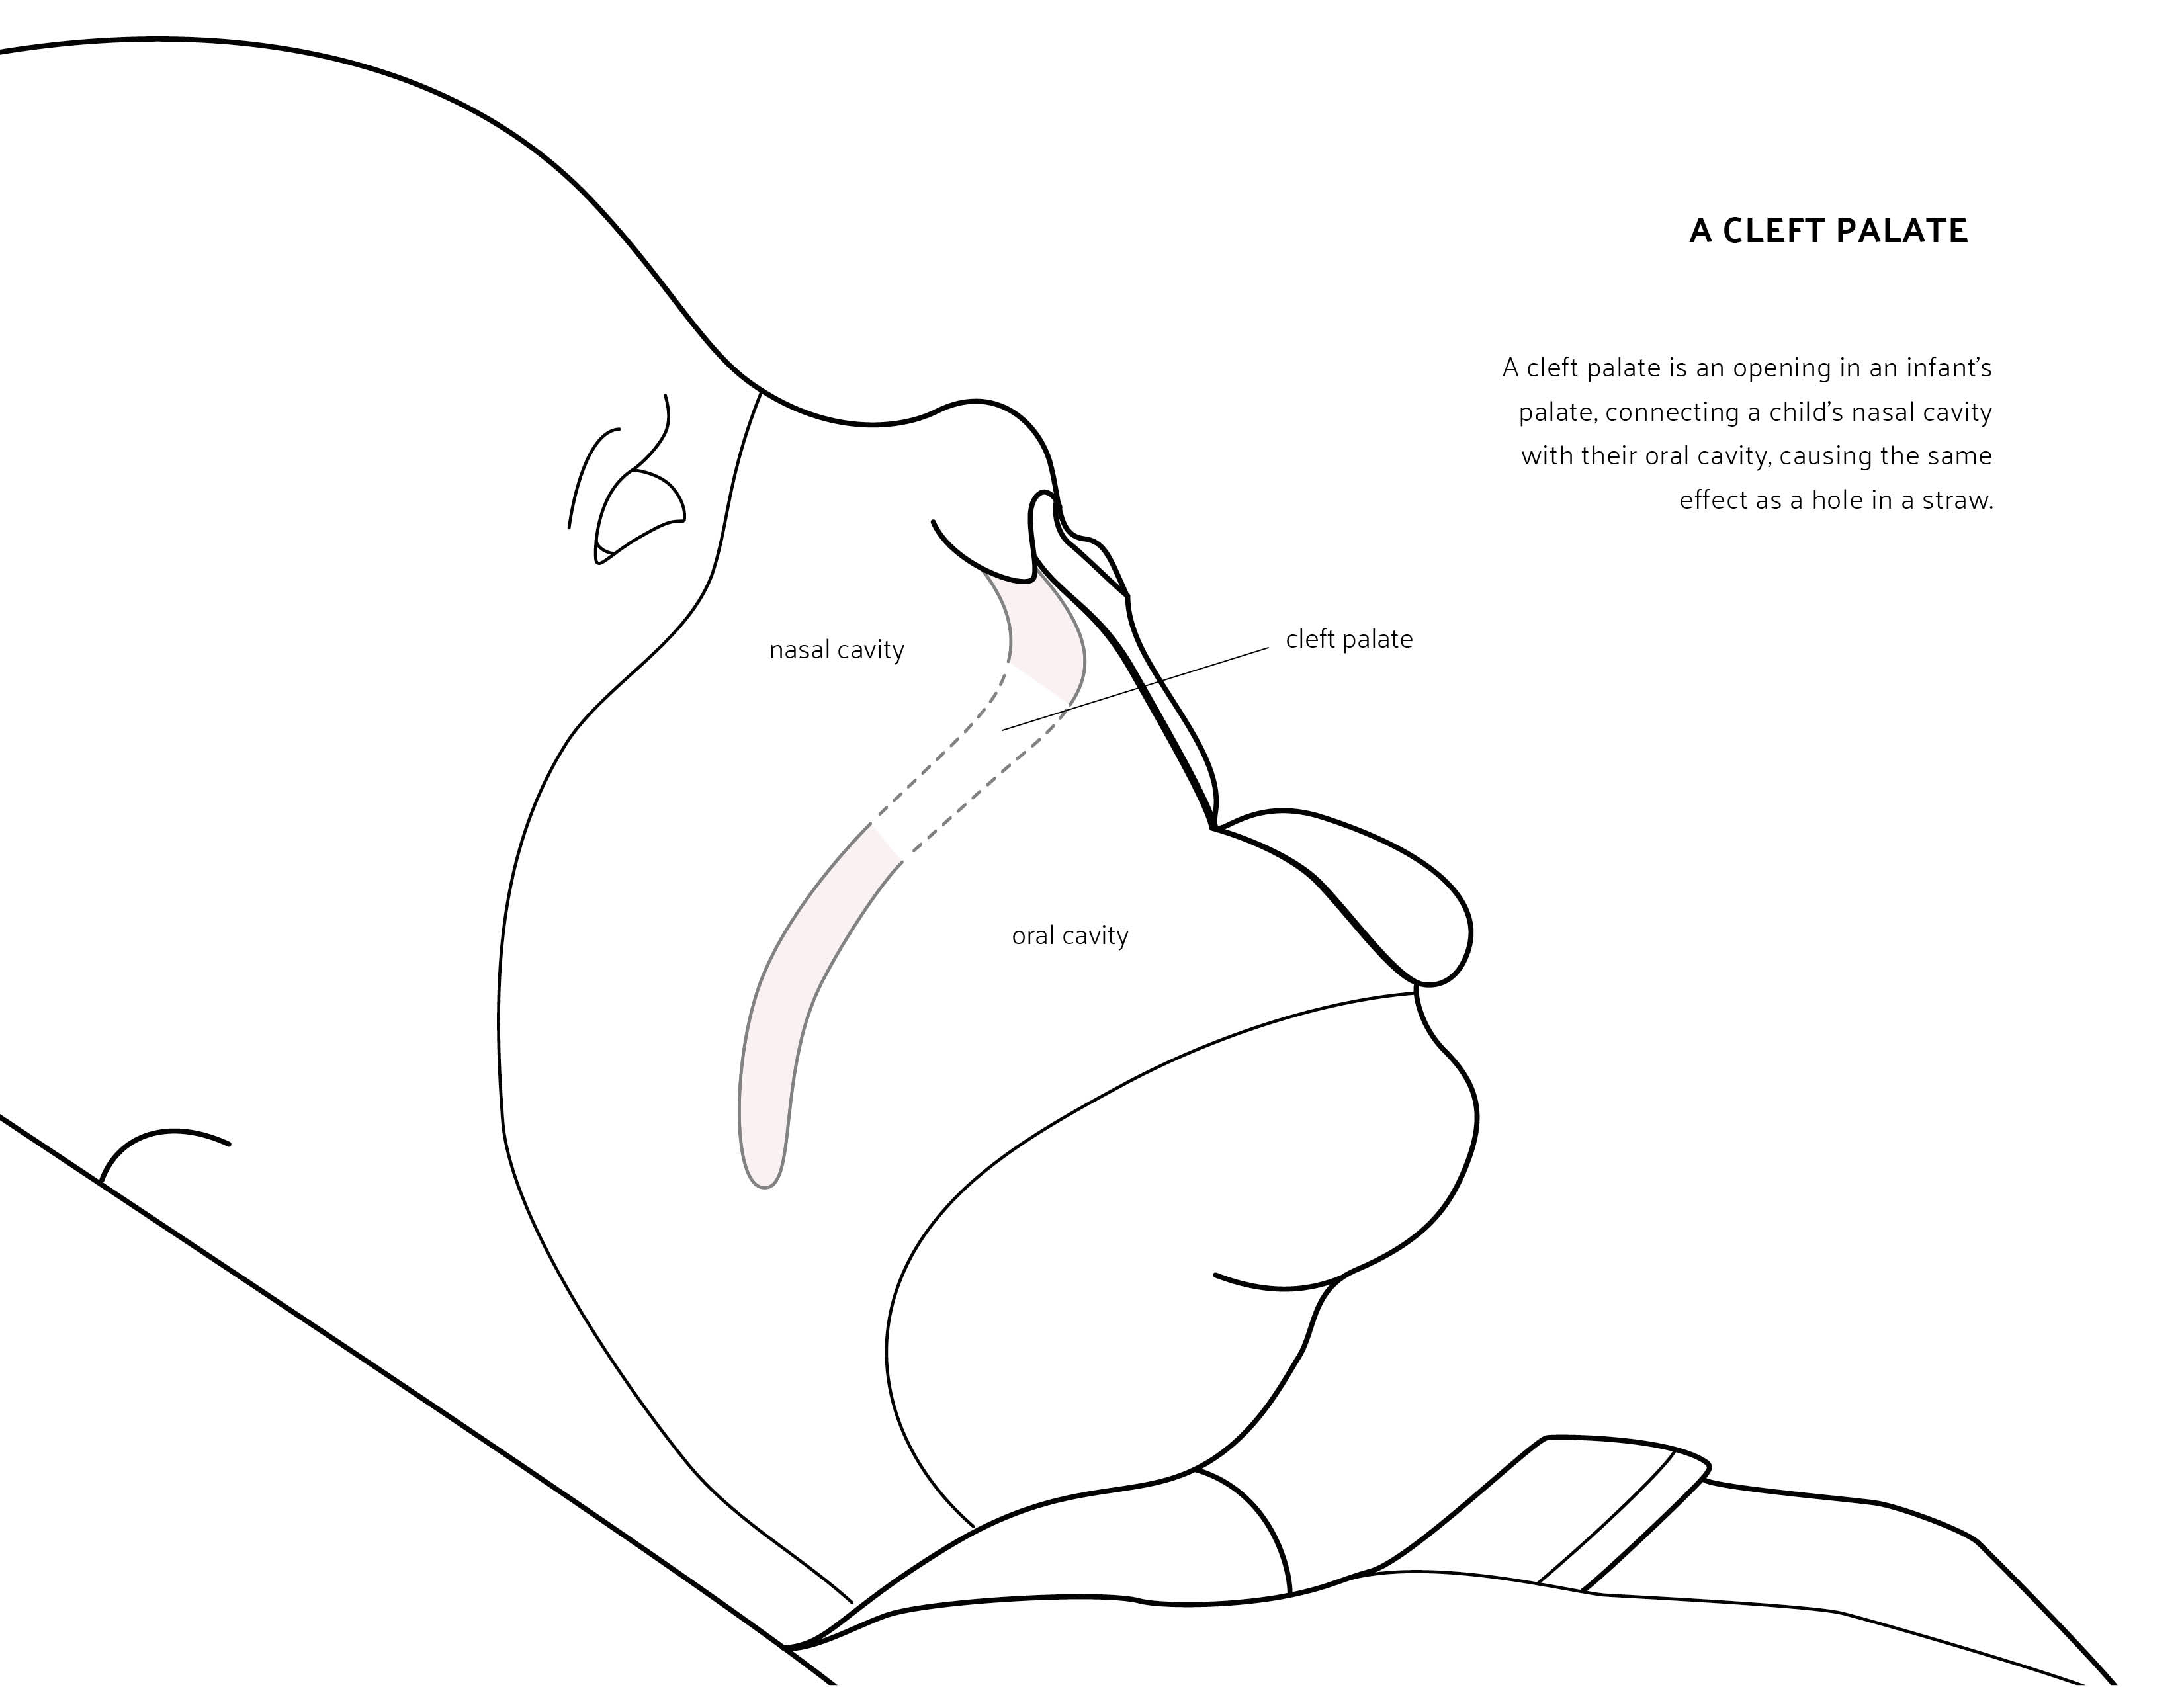 A CLEFT PALATE
A cleft palate is an opening in an infant’s
palate, connecting a child’s nasal cavity
with their oral cavity, causing the same
effect as a hole in a straw.
nasal cavity
cleft palate
oral cavity